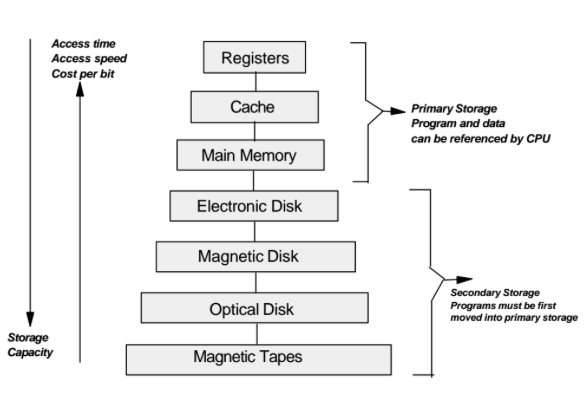 Access time
Access speed
Cost per bit
Registers
Cache
Main Memory
Primary Storage
Program and data
can be referenced by CPU
Electronic Disk
Magnetic Disk
Optical Disk
Magnetic Tapes
Secondary Storage
Programs must be first
moved into primary storage
Storage
Capacity